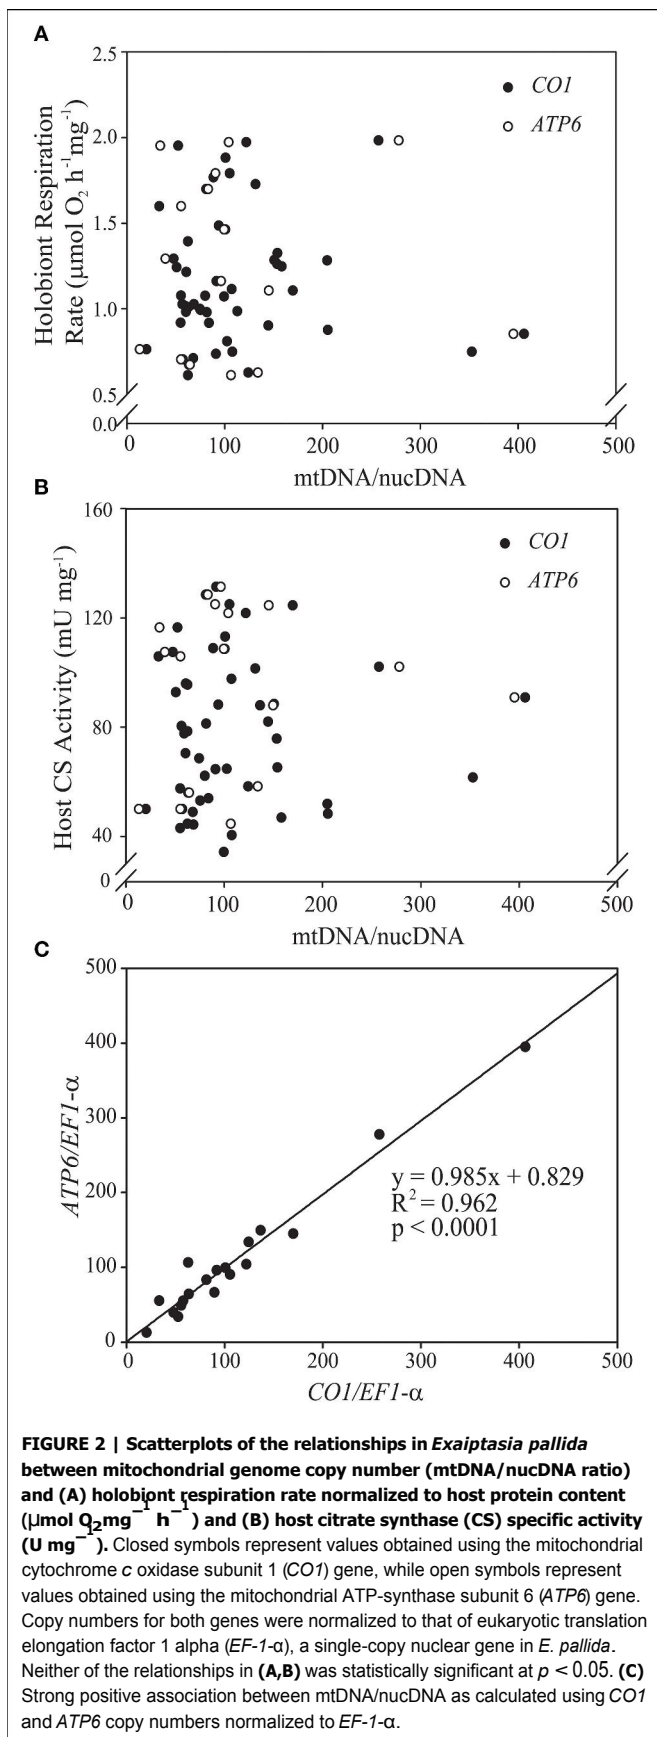 A
2.5
CO1
ATP6
2.0
1.5
1.0
0.5
0.0
Holobiont Respiration
Rate (μmol O2 h-1mg-1)
0 100 200 300 400 500
mtDNA/nucDNA
B
160
CO1
ATP6
120
80
40
0
Host CS Activity (mU mg-1)
0 100 200 300 400 500
mtDNA/nucDNA
C
500
400
300
200
100
0
ATP6/EF1-α
y = 0.985x + 0.829
R2 = 0.962
p < 0.0001
0 100 200 300 400 500
CO1/EF1-α
FIGURE 2 | Scatterplots of the relationships in Exaiptasia pallida
between mitochondrial genome copy number (mtDNA/nucDNA ratio)
and (A) holobiont respiration rate normalized to host protein content
(μmol O2mg−1 h−1) and (B) host citrate synthase (CS) specific activity
(U mg−1). Closed symbols represent values obtained using the mitochondrial
cytochrome c oxidase subunit 1 (CO1) gene, while open symbols represent
values obtained using the mitochondrial ATP-synthase subunit 6 (ATP6) gene.
Copy numbers for both genes were normalized to that of eukaryotic translation
elongation factor 1 alpha (EF-1-α), a single-copy nuclear gene in E. pallida.
Neither of the relationships in (A,B) was statistically significant at p < 0.05. (C)
Strong positive association between mtDNA/nucDNA as calculated using CO1
and ATP6 copy numbers normalized to EF-1-α.